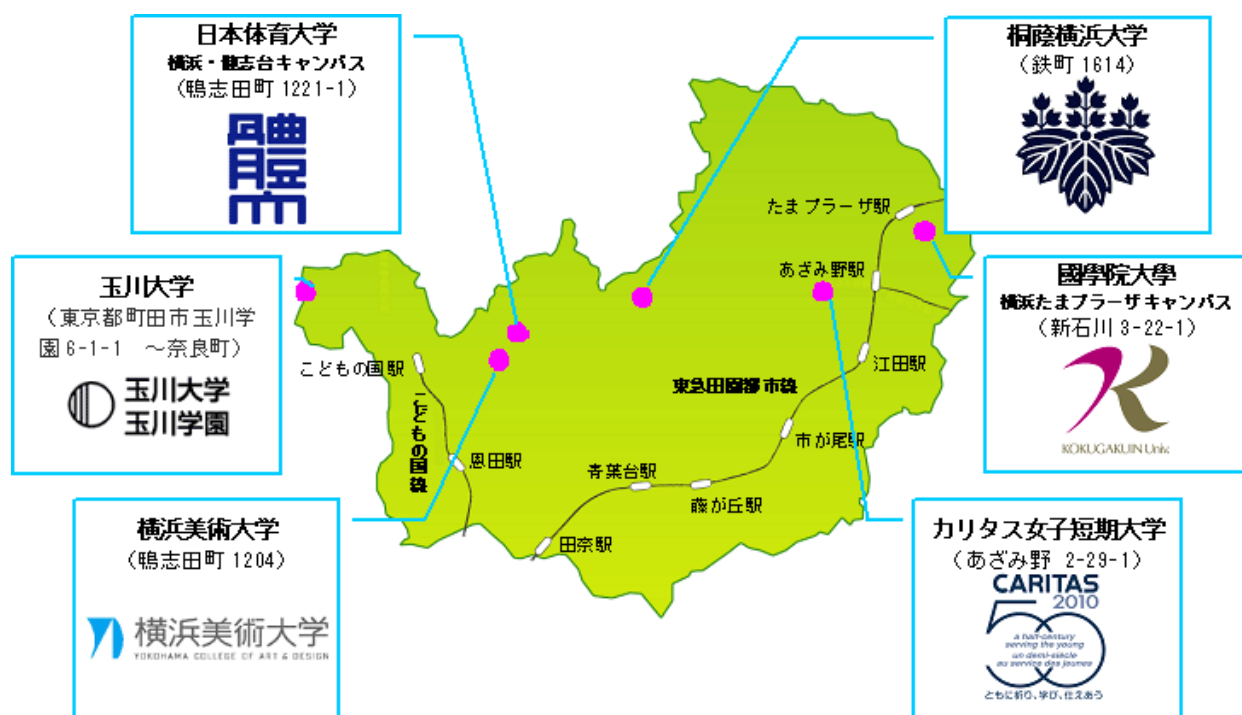 日本体育大学
横浜・健志台キャンパス
（鴨志田町 1221-1）
桐蔭横浜大学
（鉄町 1614）
たまプラーザ駅
あざみ野駅
玉川大学
（東京都町田市玉川学
園 6-1-1 ～奈良町）
玉川大学
玉川学園
國學院大學
横浜たまプラーザキャンパス
（新石川 3-22-1）
KOKUGAKUIN Univ.
こどもの国駅
こどもの国線
恩田駅
東急田園都市線
江田駅
市が尾駅
青葉台駅
藤が丘駅
田奈駅
横浜美術大学
（鴨志田町 1204）
横浜美術大学
YOKOHAMA COLLEGE OF ART & DESIGN
カリタス女子短期大学
（あざみ野 2-29-1）
CARITAS
2010
50
a half-century
serving the young
un demi-siècle
au service des jeunes
ともに祈り、学び、仕えあう